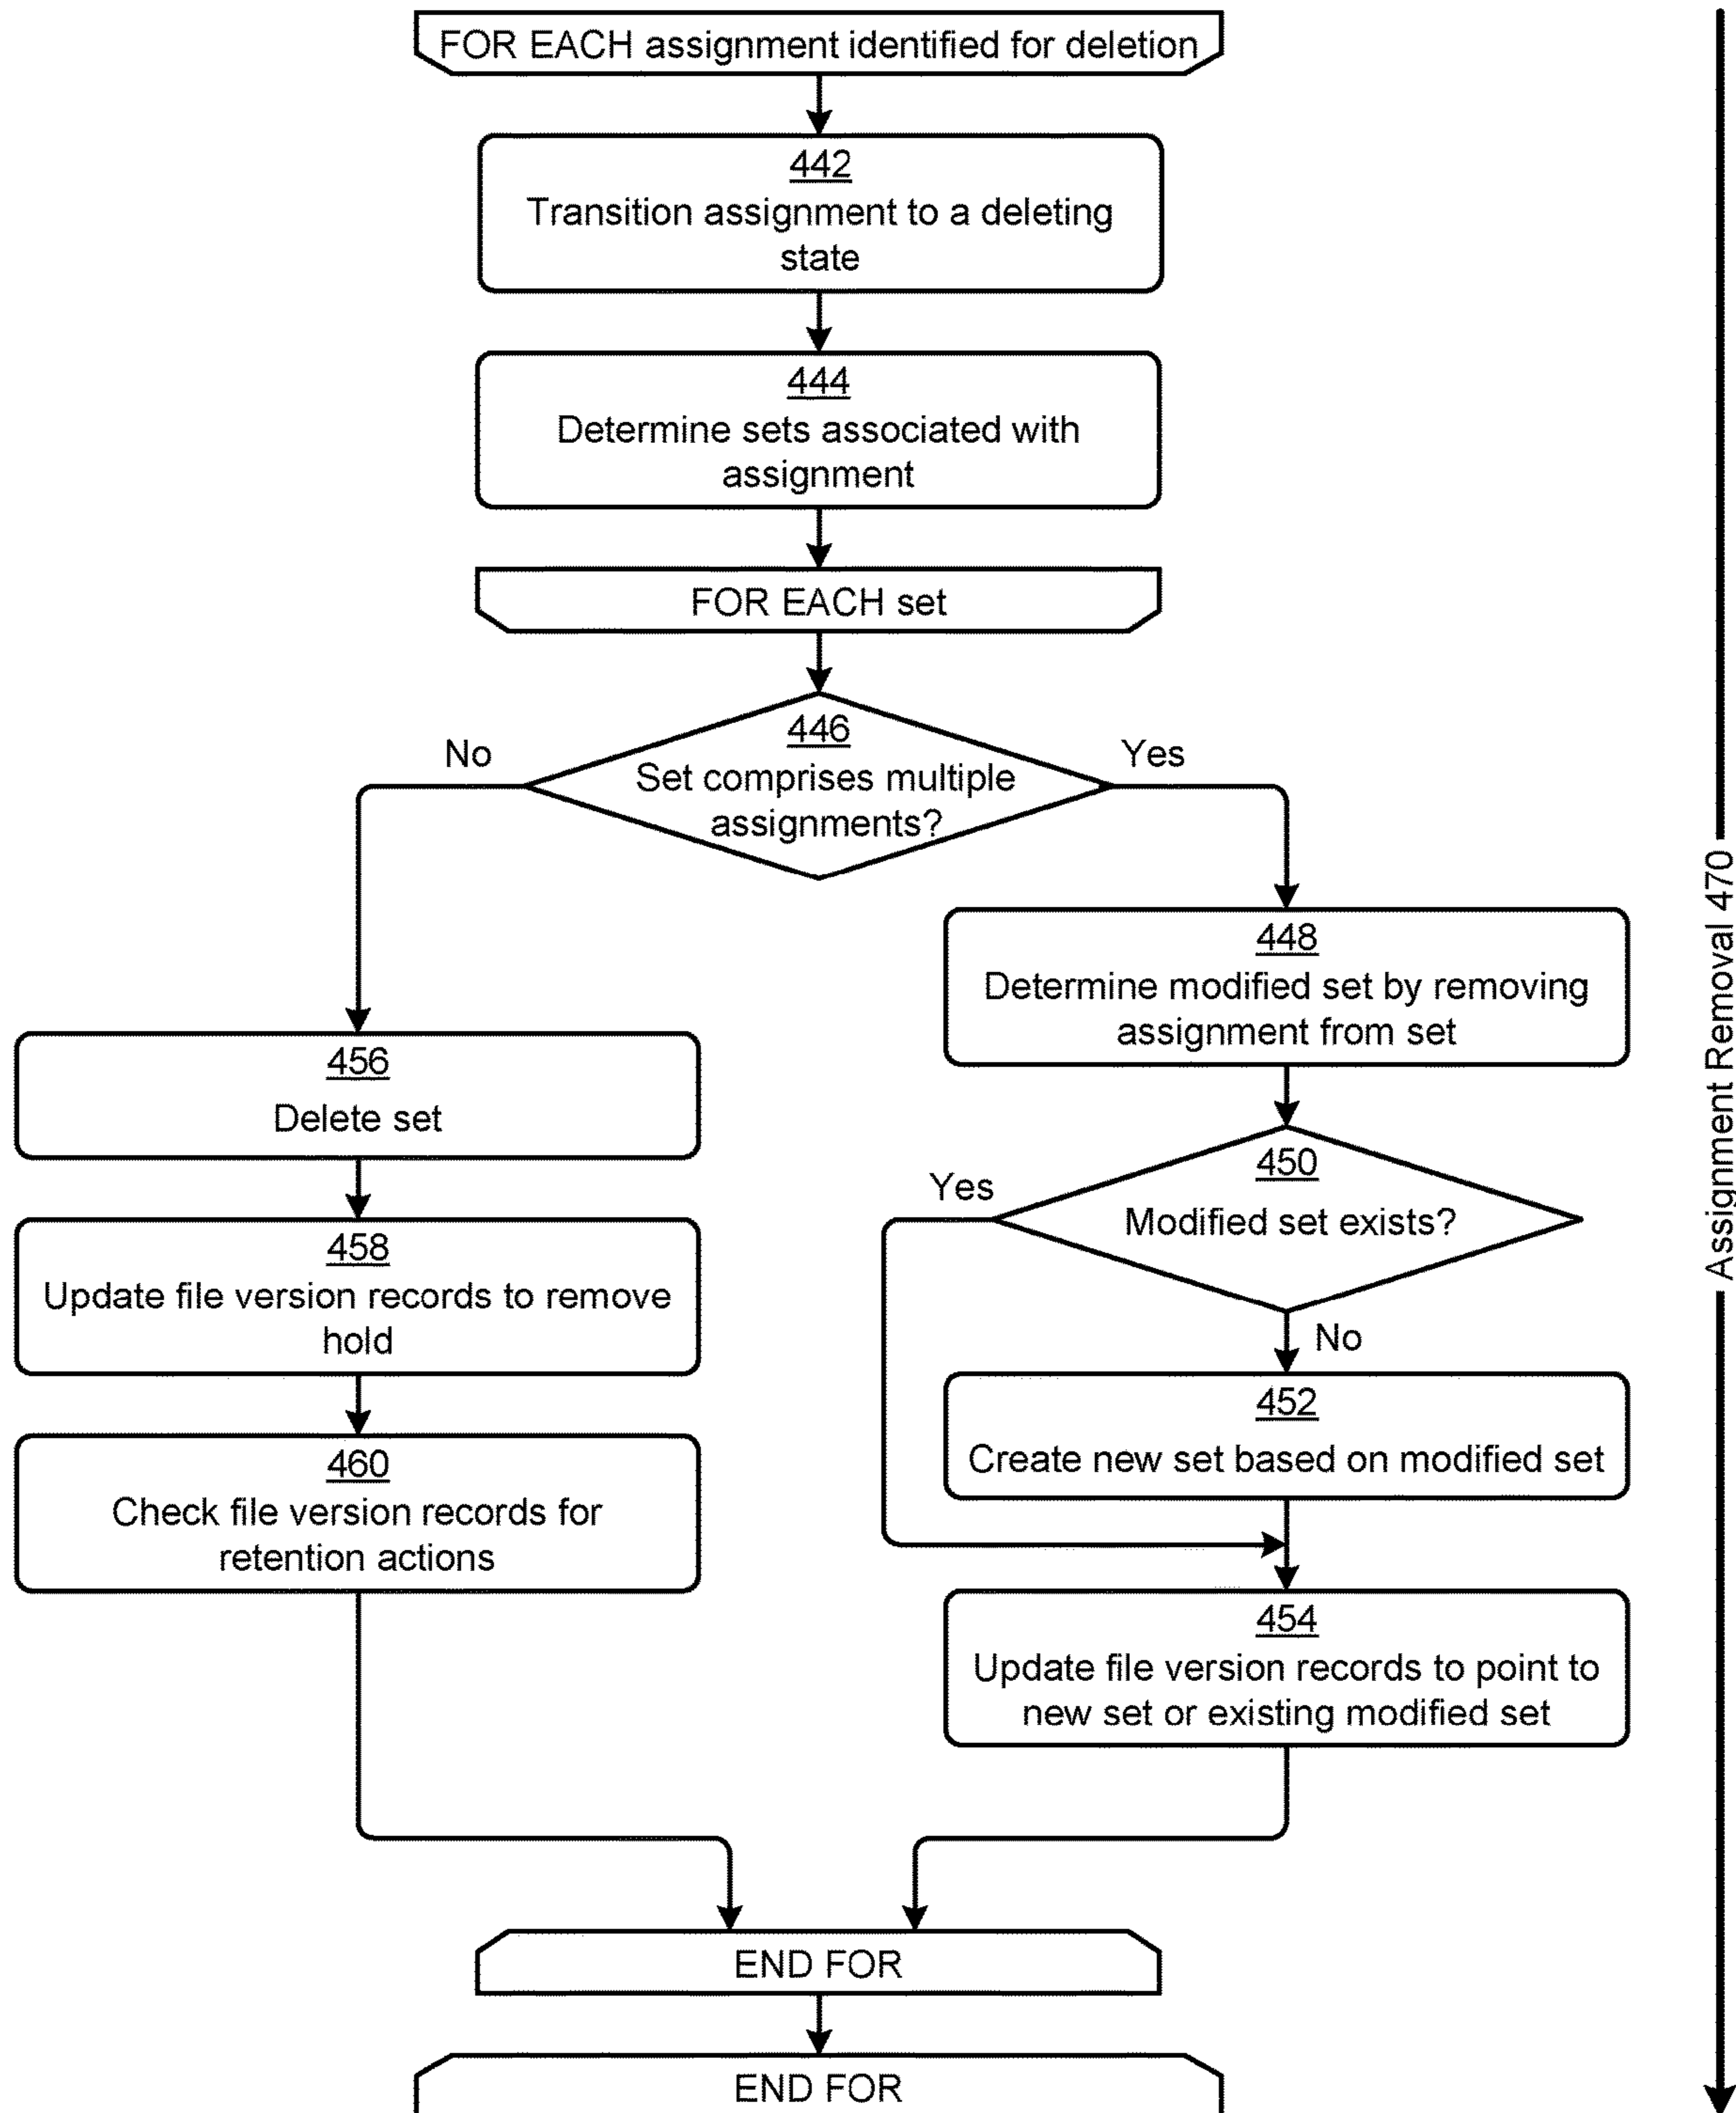 FOR EACH assignment identified for deletion
442
Transition assignment to a deleting
state
444
Determine sets associated with
assignment
FOR EACH set
446
Set comprises multiple
assignments?
No
Yes
448
Determine modified set by removing
assignment from set
456
Delete set
450
Modified set exists?
Yes
No
458
Update file version records to remove
hold
452
Create new set based on modified set
460
Check file version records for
retention actions
454
Update file version records to point to
new set or existing modified set
END FOR
END FOR
Assignment Removal 470